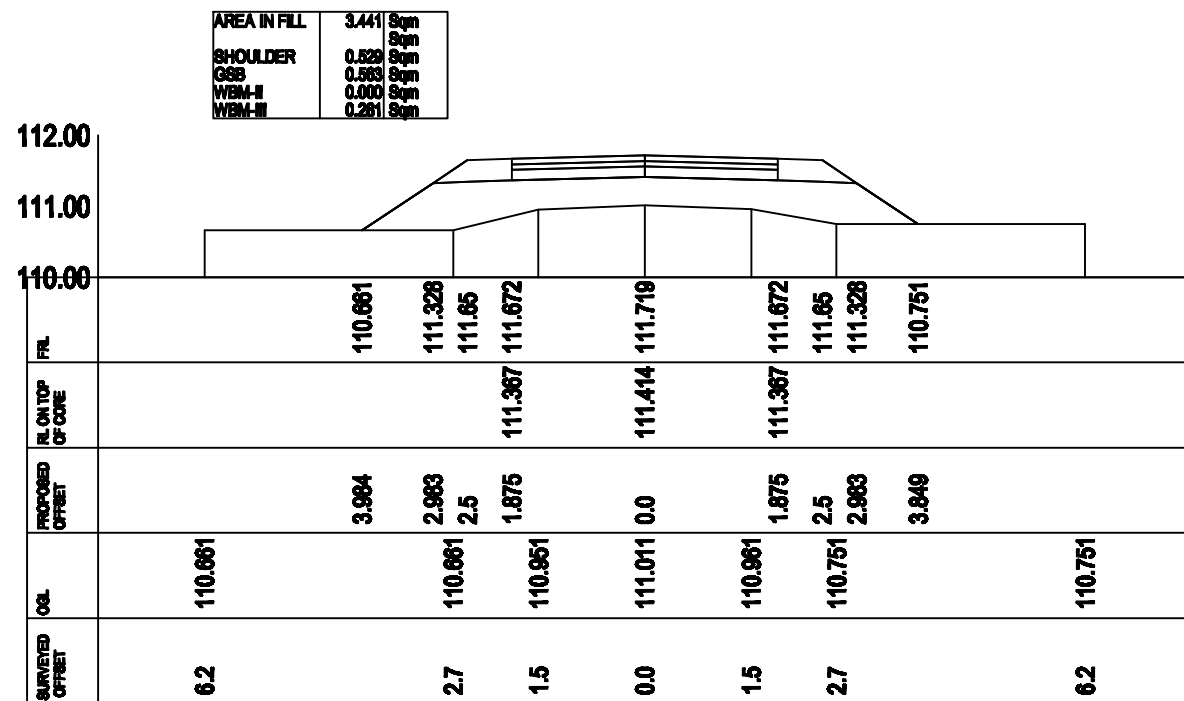 AREA IN FILL 3.441 Sqm
Sqm
SHOULDER 0.529 Sqm
GSB 0.563 Sqm
WBM-II 0.000 Sqm
WBM-III 0.281 Sqm
112.00
111.00
110.00
FRL 110.661 111.328 111.65 111.672 111.719 111.672 111.65 111.328 110.751
RL ON TOP
OF CORE 111.367 111.414 111.367
PROPOSED
OFFSET 3.984 2.983 2.5 1.875 0.0 1.875 2.5 2.983 3.849
OGL 110.661 110.661 110.951 111.011 110.961 110.751 110.751
SURVEYED
OFFSET 6.2 2.7 1.5 0.0 1.5 2.7 6.2